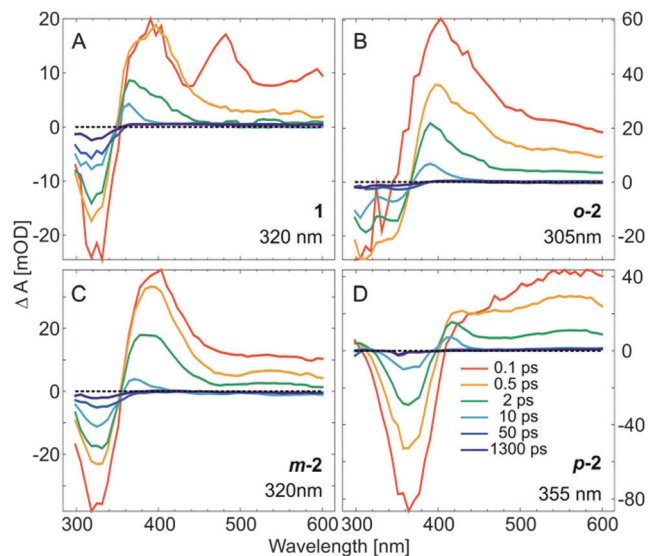 A
20
10
0
10
20
1
320 nm
B
60
40
20
0
20
o-2
305nm
C
20
0
20
m-2
320nm
300
400
500
600
D
40
0
-40
-80
0.1 ps
0.5 ps
2 ps
10 ps
50 ps
1300 ps
p-2
355 nm
300
400
500
600
Δ A [mOD]
Wavelength [nm]